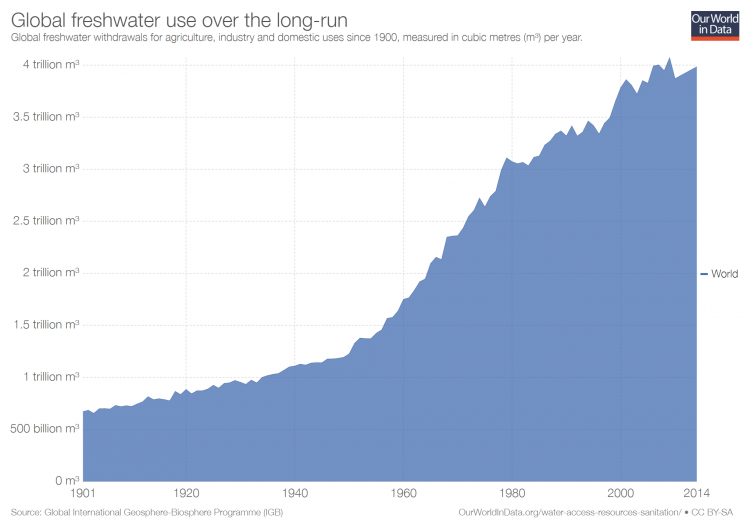 Global freshwater use over the long-run
Our World
in Data
Global freshwater withdrawals for agriculture, industry and domestic uses since 1900, measured in cubic metres (m³) per year.
4 trillion m³
3.5 trillion m³
3 trillion m³
2.5 trillion m³
2 trillion m³
World
1.5 trillion m³
1 trillion m³
500 billion m³
0 m³
1901 1920 1940 1960 1980 2000 2014
Source: Global International Geosphere-Biosphere Programme (IGB)
OurWorldInData.org/water-access-resources-sanitation/ • CC BY-SA